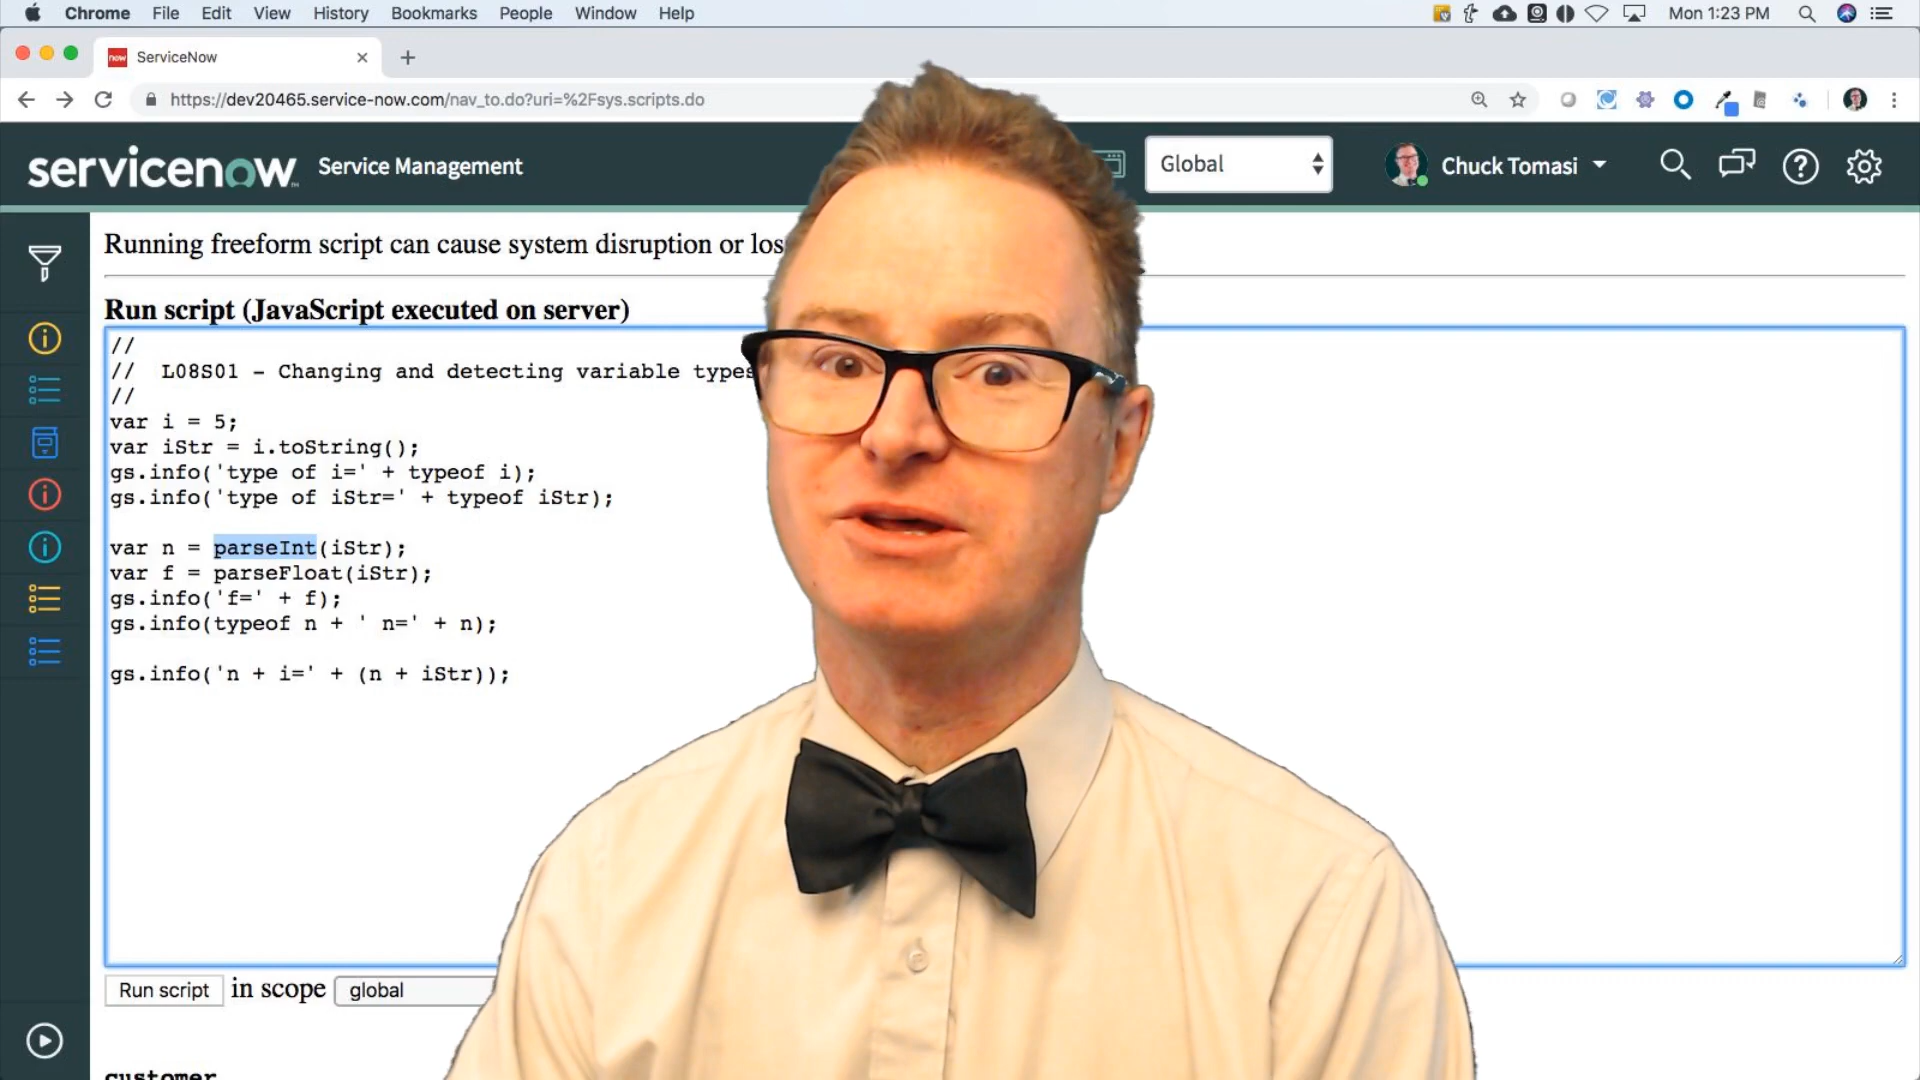 Chrome File Edit View History Bookmarks People Window Help Mon 1:23 PM
now ServiceNow
https://dev20465.service-now.com/nav_to.do?uri=%2Fsys.scripts.do
servicenow Service Management Global Chuck Tomasi
Running freeform script can cause system disruption or los
Run script (JavaScript executed on server)
//
// L08S01 - Changing and detecting variable types
//
var i = 5;
var iStr = i.toString();
gs.info('type of i=' + typeof i);
gs.info('type of iStr=' + typeof iStr);
var n = parseInt(iStr);
var f = parseFloat(iStr);
gs.info('f=' + f);
gs.info(typeof n + ' n=' + n);
gs.info('n + i=' + (n + iStr));
Run script in scope global
customer